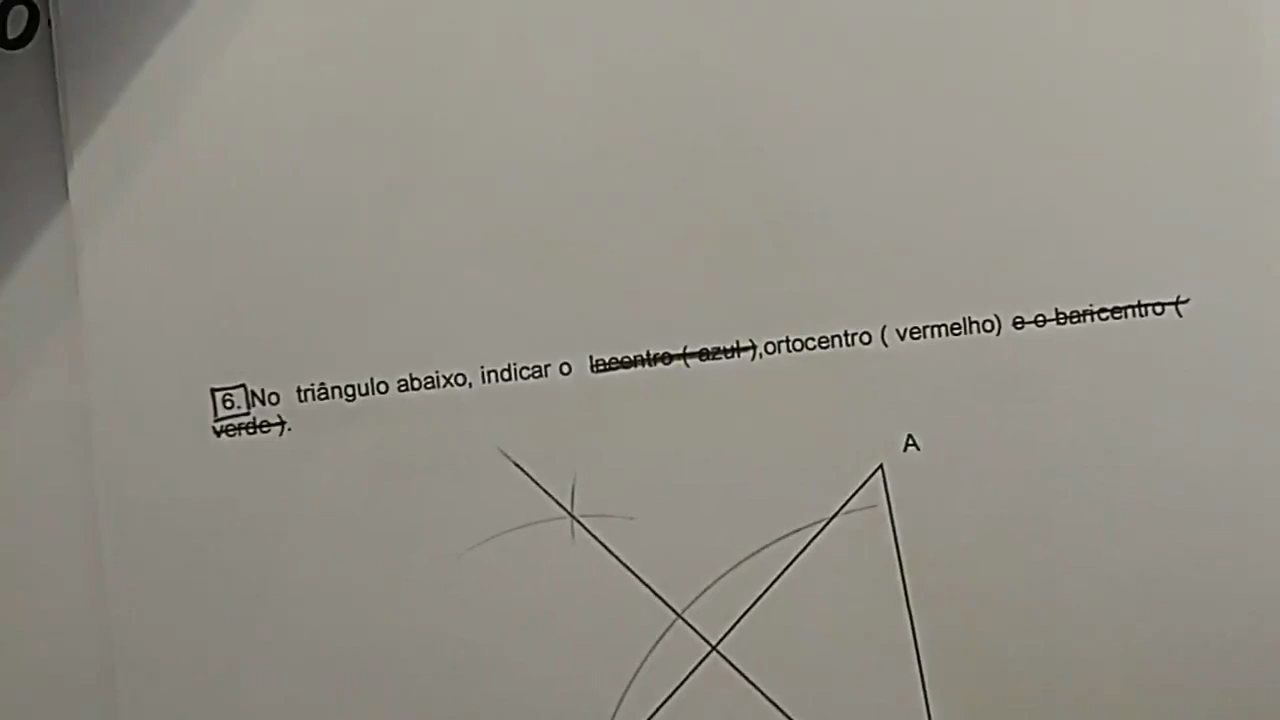 O
6. No triângulo abaixo, indicar o Incentro ( azul ),ortocentro ( vermelho) e o baricentro (
verde ).
A